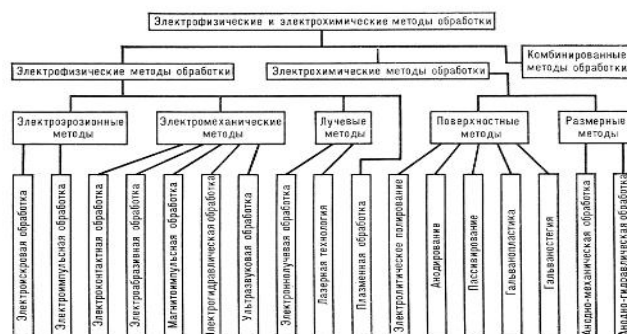 Электрофизические и электрохимические методы обработки
Комбинированные
методы обработки
Электрофизические методы обработки
Электрохимические методы обработки
Электроэрозионные
методы
Электромеханические
методы
Лучевые
методы
Поверхностные
методы
Размерные
методы
Электроискровая обработка
Электроимпульсная обработка
Электроконтактная обработка
Электроабразивная обработка
Магнитоимпульсная обработка
Электрогидравлическая обработка
Ультразвуковая обработка
Электроннолучевая обработка
Лазерная технология
Плазменная обработка
Электролитическое полирование
Анодирование
Пассивирование
Гальванопластика
Гальваностегия
Анодно-механическая обработка
Анодно-гидравлическая обработка